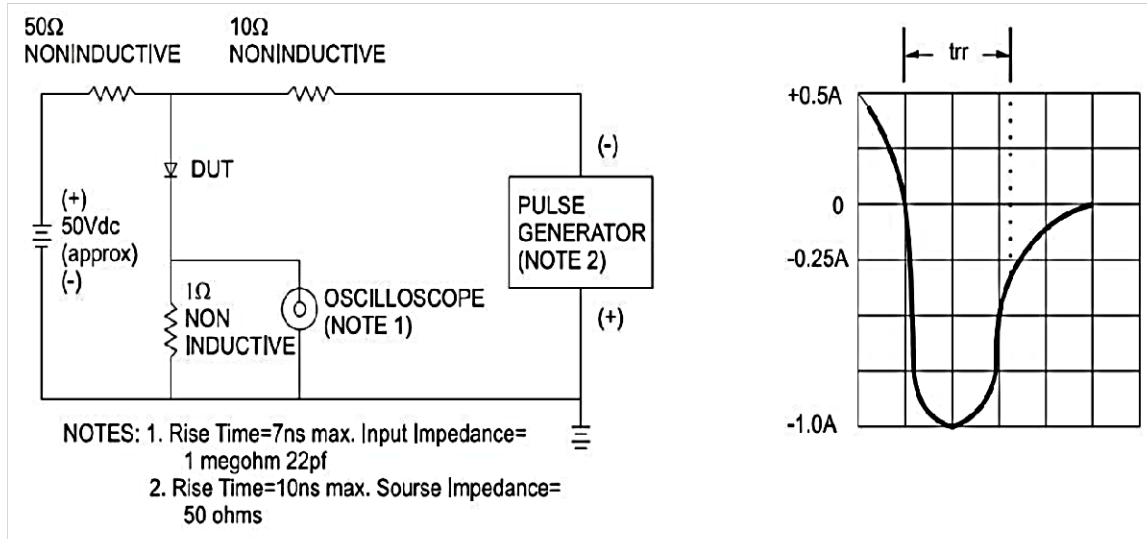 50Ω
NONINDUCTIVE
10Ω
NONINDUCTIVE
DUT
(+)
50Vdc
(approx)
(-)
1Ω
NON
INDUCTIVE
OSCILLOSCOPE
(NOTE 1)
(-)
PULSE
GENERATOR
(NOTE 2)
(+)
NOTES: 1. Rise Time=7ns max. Input Impedance=
1 megohm 22pf
2. Rise Time=10ns max. Sourse Impedance=
50 ohms
trr
+0.5A
0
-0.25A
-1.0A